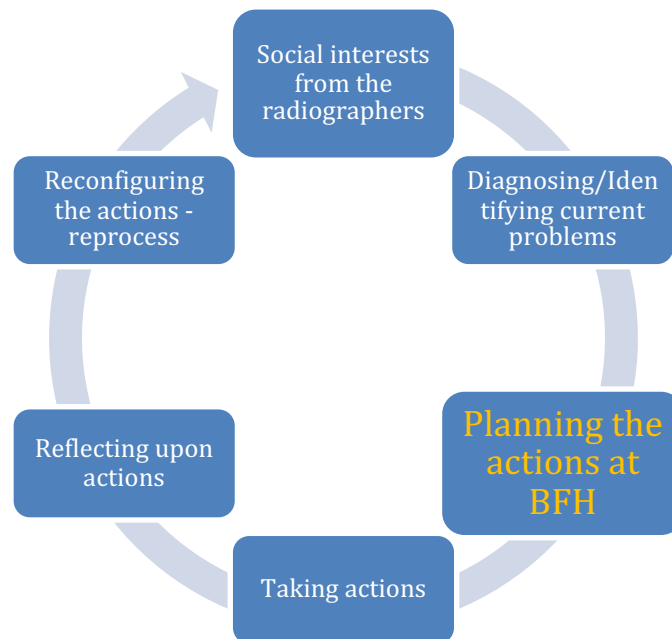 Social interests
from the
radiographers
Diagnosing/Iden
tifying current
problems
Planning the
actions at
BFH
Taking actions
Reflecting upon
actions
Reconfiguring
the actions -
reprocess